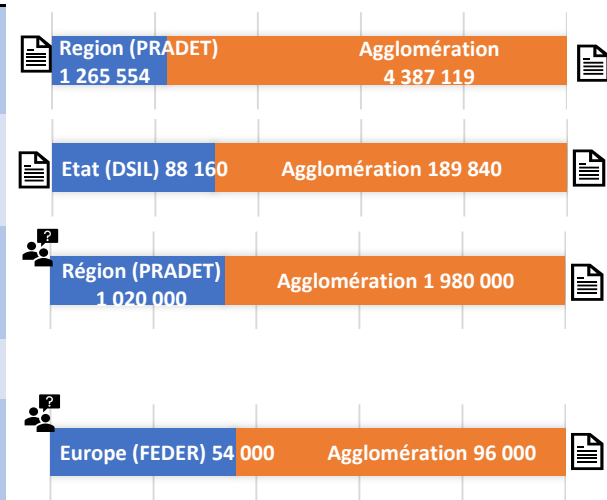 Region (PRADET)
1 265 554
Agglomération
4 387 119
Etat (DSIL) 88 160
Agglomération 189 840
?
Région (PRADET)
1 020 000
Agglomération 1 980 000
?
Europe (FEDER) 54 000
Agglomération 96 000